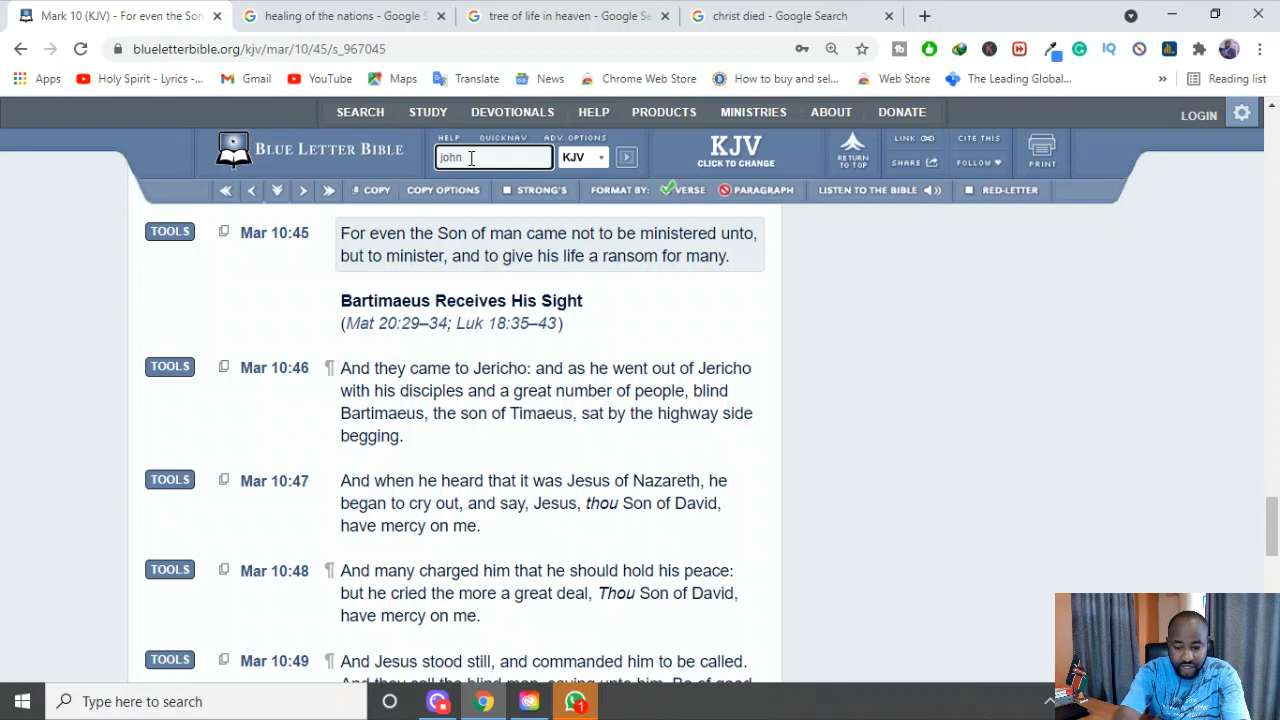 Mark 10 (KJV) - For even the Son
healing of the nations - Google S
tree of life in heaven - Google Se
christ died - Google Search
blueletterbible.org/kjv/mar/10/45/s_967045
Apps
Holy Spirit - Lyrics -...
Gmail
YouTube
Maps
Translate
News
Chrome Web Store
How to buy and sel...
Web Store
The Leading Global...
»
Reading list
SEARCH STUDY DEVOTIONALS HELP PRODUCTS MINISTRIES ABOUT DONATE
LOGIN
BLUE LETTER BIBLE
HELP QUICKNAV ADV. OPTIONS
john
KJV
KJV
CLICK TO CHANGE
RETURN
TO TOP
LINK
CITE THIS
SHARE
FOLLOW
PRINT
COPY COPY OPTIONS STRONG'S FORMAT BY: VERSE PARAGRAPH LISTEN TO THE BIBLE RED-LETTER
TOOLS Mar 10:45 For even the Son of man came not to be ministered unto,
but to minister, and to give his life a ransom for many.
Bartimaeus Receives His Sight
(Mat 20:29–34; Luk 18:35–43)
TOOLS Mar 10:46 ¶ And they came to Jericho: and as he went out of Jericho
with his disciples and a great number of people, blind
Bartimaeus, the son of Timaeus, sat by the highway side
begging.
TOOLS Mar 10:47 And when he heard that it was Jesus of Nazareth, he
began to cry out, and say, Jesus, thou Son of David,
have mercy on me.
TOOLS Mar 10:48 ¶ And many charged him that he should hold his peace:
but he cried the more a great deal, Thou Son of David,
have mercy on me.
TOOLS Mar 10:49 ¶ And Jesus stood still, and commanded him to be called.
And they call the blind man, saying unto him, Be of good
Type here to search
1